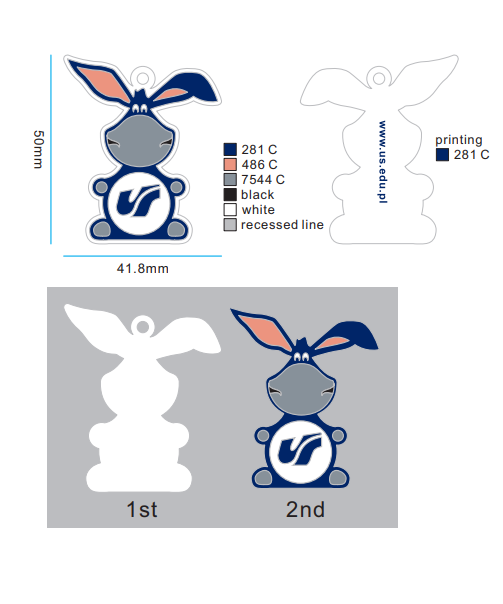 50mm
41.8mm
281 C
486 C
7544 C
black
white
recessed line
www.us.edu.pl
printing
281 C
1st
2nd